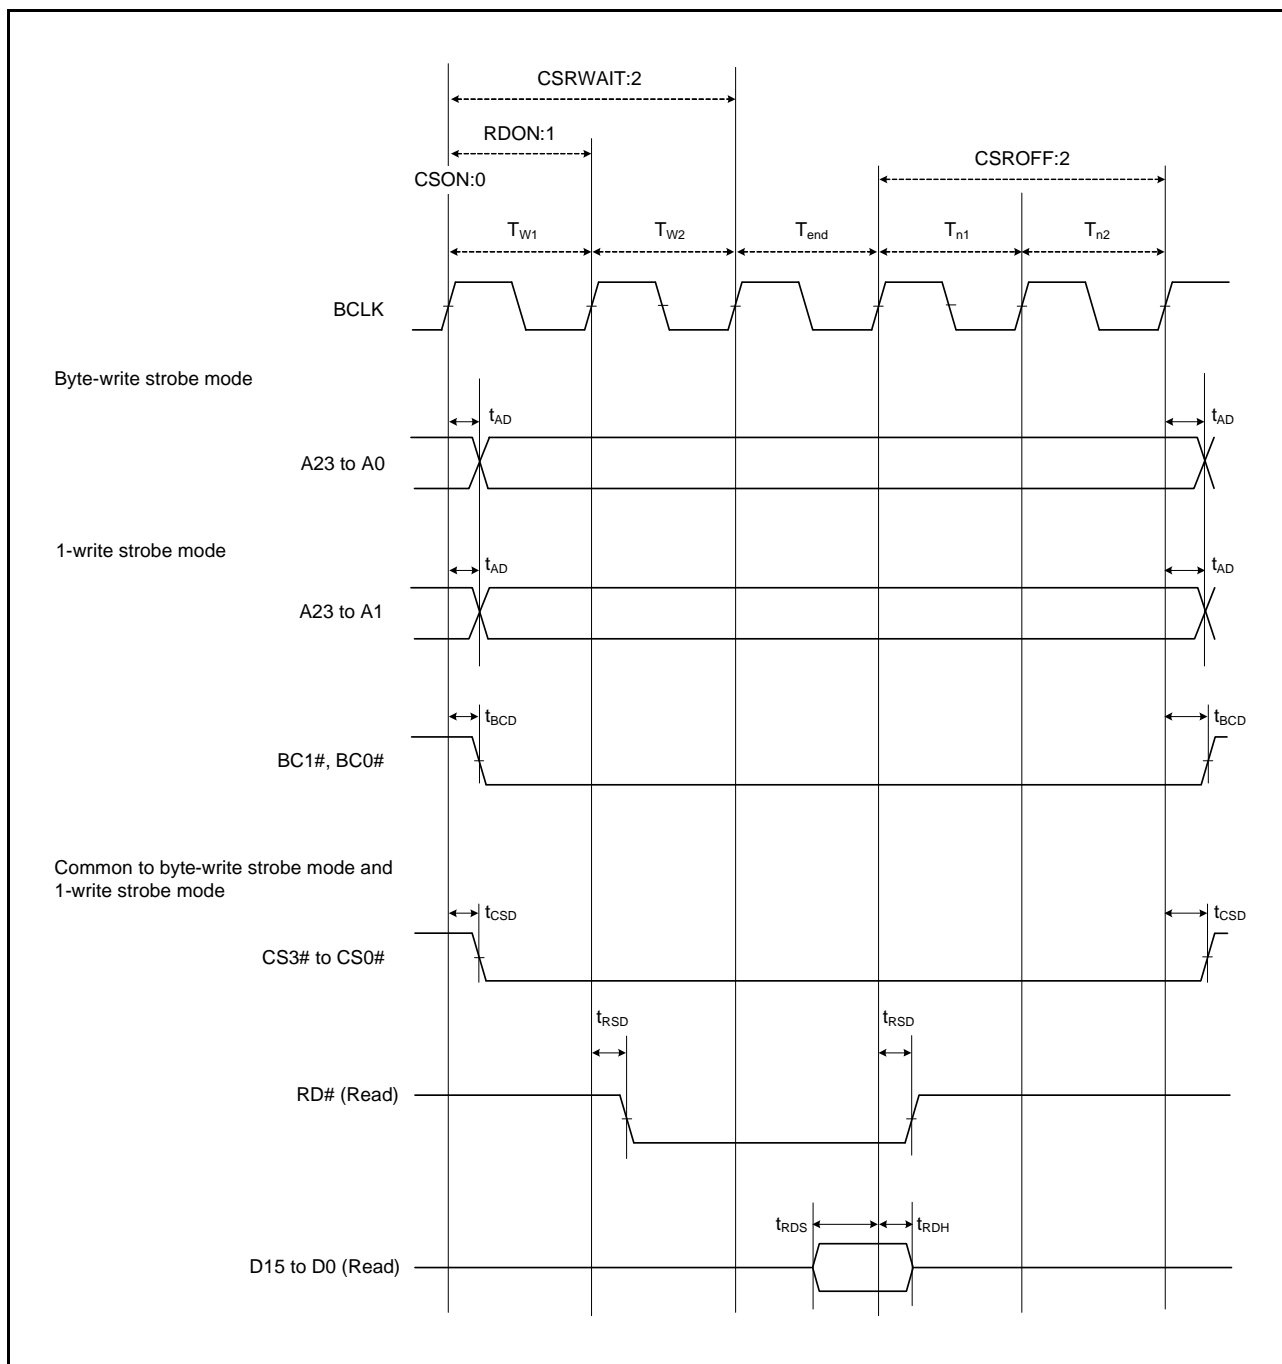 CSRWAIT:2
RDON:1
CSROFF:2
CSON:0
TW1 TW2 Tend Tn1 Tn2
BCLK
Byte-write strobe mode
tAD tAD
A23 to A0
1-write strobe mode
tAD tAD
A23 to A1
tBCD tBCD
BC1#, BC0#
Common to byte-write strobe mode and
1-write strobe mode
tCSD tCSD
CS3# to CS0#
tRSD tRSD
RD# (Read)
tRDS tRDH
D15 to D0 (Read)